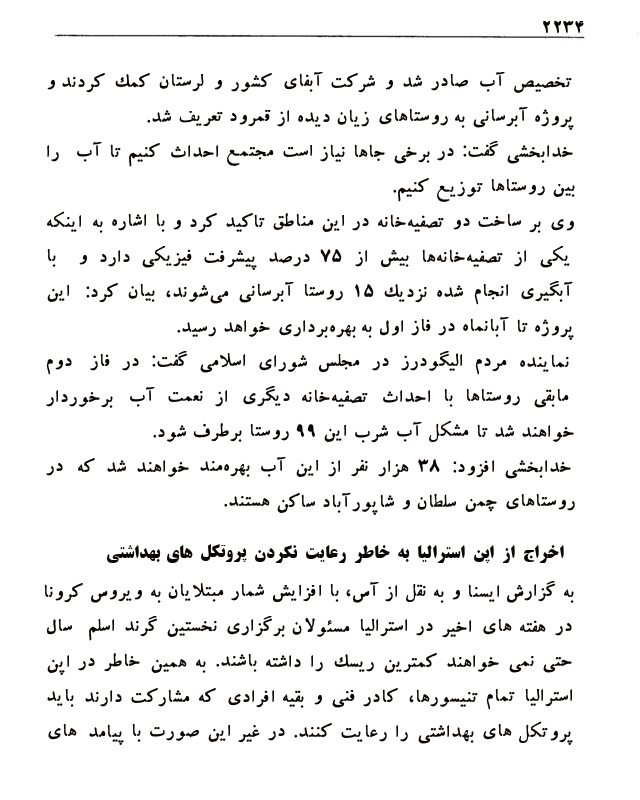 ۲۲۳۴
تخصیص آب صادر شد و شرکت آبفای کشور و لرستان کمک کردند و
پروژه آبرسانی به روستاهای زیان دیده از قمرود تعریف شد.
خدابخشی گفت: در برخی جاها نیاز است مجتمع احداث کنیم تا آب را
بین روستاها توزیع کنیم.
وی بر ساخت دو تصفیه‌خانه در این مناطق تاکید کرد و با اشاره به اینکه
یکی از تصفیه‌خانه‌ها بیش از ۷۵ درصد پیشرفت فیزیکی دارد و با
آبگیری انجام شده نزدیک ۱۵ روستا آبرسانی می‌شوند، بیان کرد: این
پروژه تا آبانماه در فاز اول به بهره‌برداری خواهد رسید.
نماینده مردم الیگودرز در مجلس شورای اسلامی گفت: در فاز دوم
مابقی روستاها با احداث تصفیه‌خانه دیگری از نعمت آب برخوردار
خواهند شد تا مشکل آب شرب این ۹۹ روستا برطرف شود.
خدابخشی افزود: ۳۸ هزار نفر از این آب بهره‌مند خواهند شد که در
روستاهای چمن سلطان و شاپورآباد ساکن هستند.
اخراج از اپن استرالیا به خاطر رعایت نکردن پروتکل های بهداشتی
به گزارش ایسنا و به نقل از آس، با افزایش شمار مبتلایان به ویروس کرونا
در هفته های اخیر در استرالیا مسئولان برگزاری نخستین گرند اسلم سال
حتی نمی خواهند کمترین ریسک را داشته باشند. به همین خاطر در اپن
استرالیا تمام تنیسورها، کادر فنی و بقیه افرادی که مشارکت دارند باید
پروتکل های بهداشتی را رعایت کنند. در غیر این صورت با پیامد های